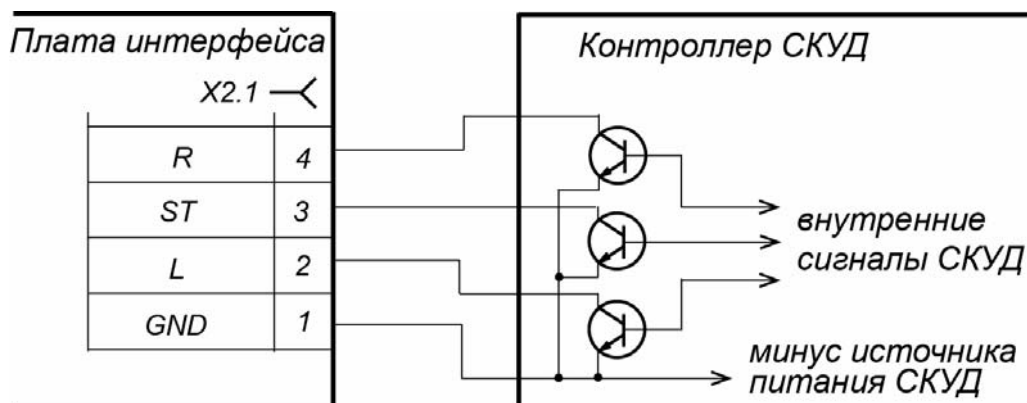 Плата интерфейса
Контроллер СКУД
X2.1
R 4
ST 3
L 2
GND 1
внутренние
сигналы СКУД
минус источника
питания СКУД